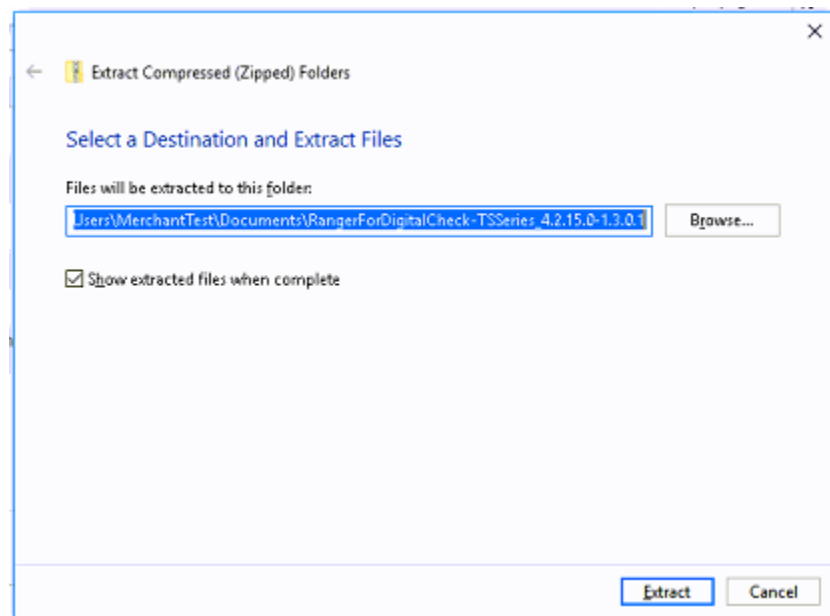 Extract Compressed (Zipped) Folders
Select a Destination and Extract Files
Files will be extracted to this folder:
Users\MerchantTest\Documents\RangerForDigitalCheck-TSSeries_4.2.15.0-1.3.0.1
Browse...
Show extracted files when complete
Extract
Cancel